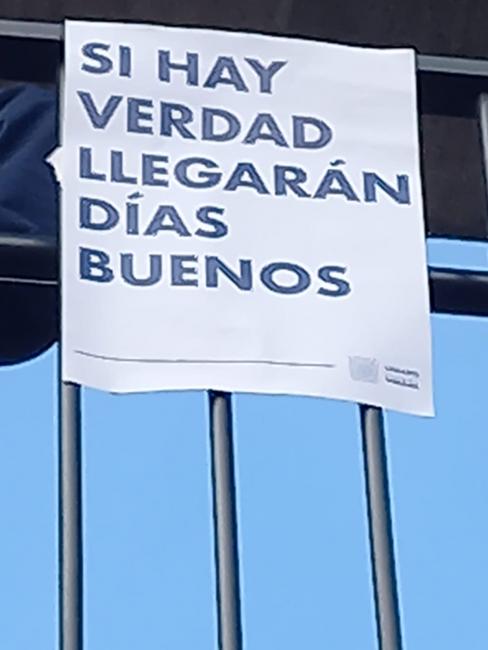 SI HAY
VERDAD
LLEGARÁN
DÍAS
BUENOS